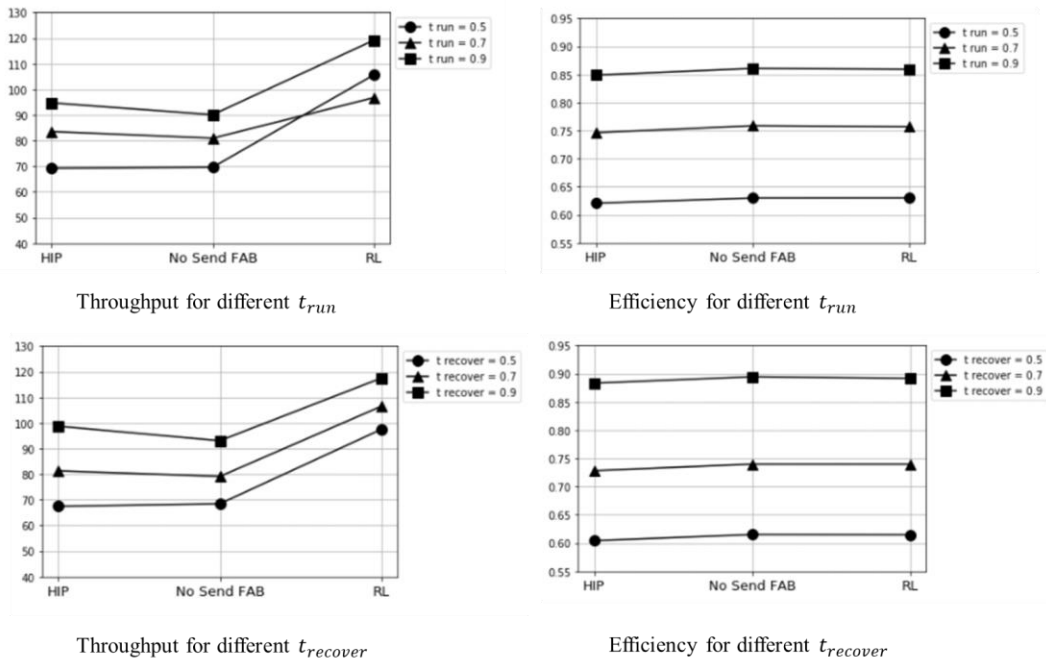 130
120
110
100
90
80
70
60
50
40
HIP No Send FAB RL
t run = 0.5
t run = 0.7
t run = 0.9
0.95
0.90
0.85
0.80
0.75
0.70
0.65
0.60
0.55
HIP No Send FAB RL
t run = 0.5
t run = 0.7
t run = 0.9
Throughput for different t_run
Efficiency for different t_run
130
120
110
100
90
80
70
60
50
40
HIP No Send FAB RL
t recover = 0.5
t recover = 0.7
t recover = 0.9
0.95
0.90
0.85
0.80
0.75
0.70
0.65
0.60
0.55
HIP No Send FAB RL
t recover = 0.5
t recover = 0.7
t recover = 0.9
Throughput for different t_recover
Efficiency for different t_recover